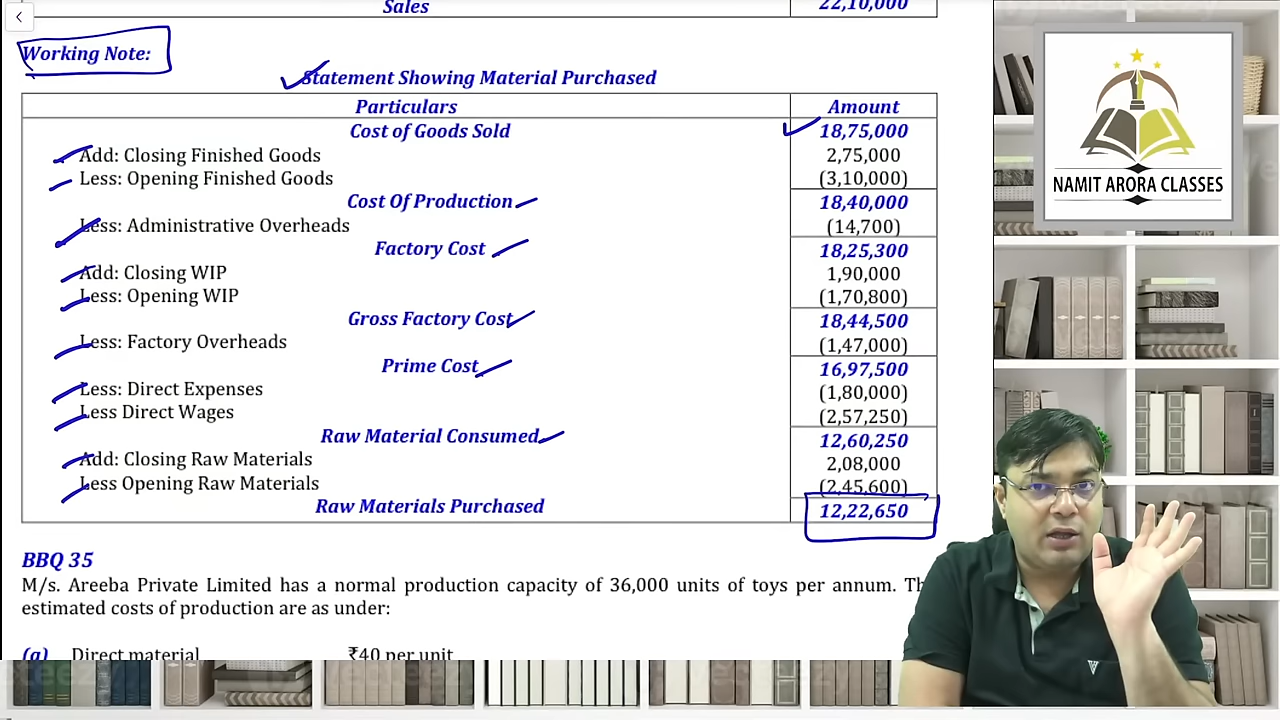 Sales 22,10,000
Working Note:
Statement Showing Material Purchased
Particulars Amount
Cost of Goods Sold 18,75,000
Add: Closing Finished Goods 2,75,000
Less: Opening Finished Goods (3,10,000)
Cost Of Production 18,40,000
Less: Administrative Overheads (14,700)
Factory Cost 18,25,300
Add: Closing WIP 1,90,000
Less: Opening WIP (1,70,800)
Gross Factory Cost 18,44,500
Less: Factory Overheads (1,47,000)
Prime Cost 16,97,500
Less: Direct Expenses (1,80,000)
Less Direct Wages (2,57,250)
Raw Material Consumed 12,60,250
Add: Closing Raw Materials 2,08,000
Less Opening Raw Materials (2,45,600)
Raw Materials Purchased 12,22,650
BBQ 35
M/s. Areeba Private Limited has a normal production capacity of 36,000 units of toys per annum.
estimated costs of production are as under:
(a) Direct material ₹40 per unit
NAMIT ARORA CLASSES